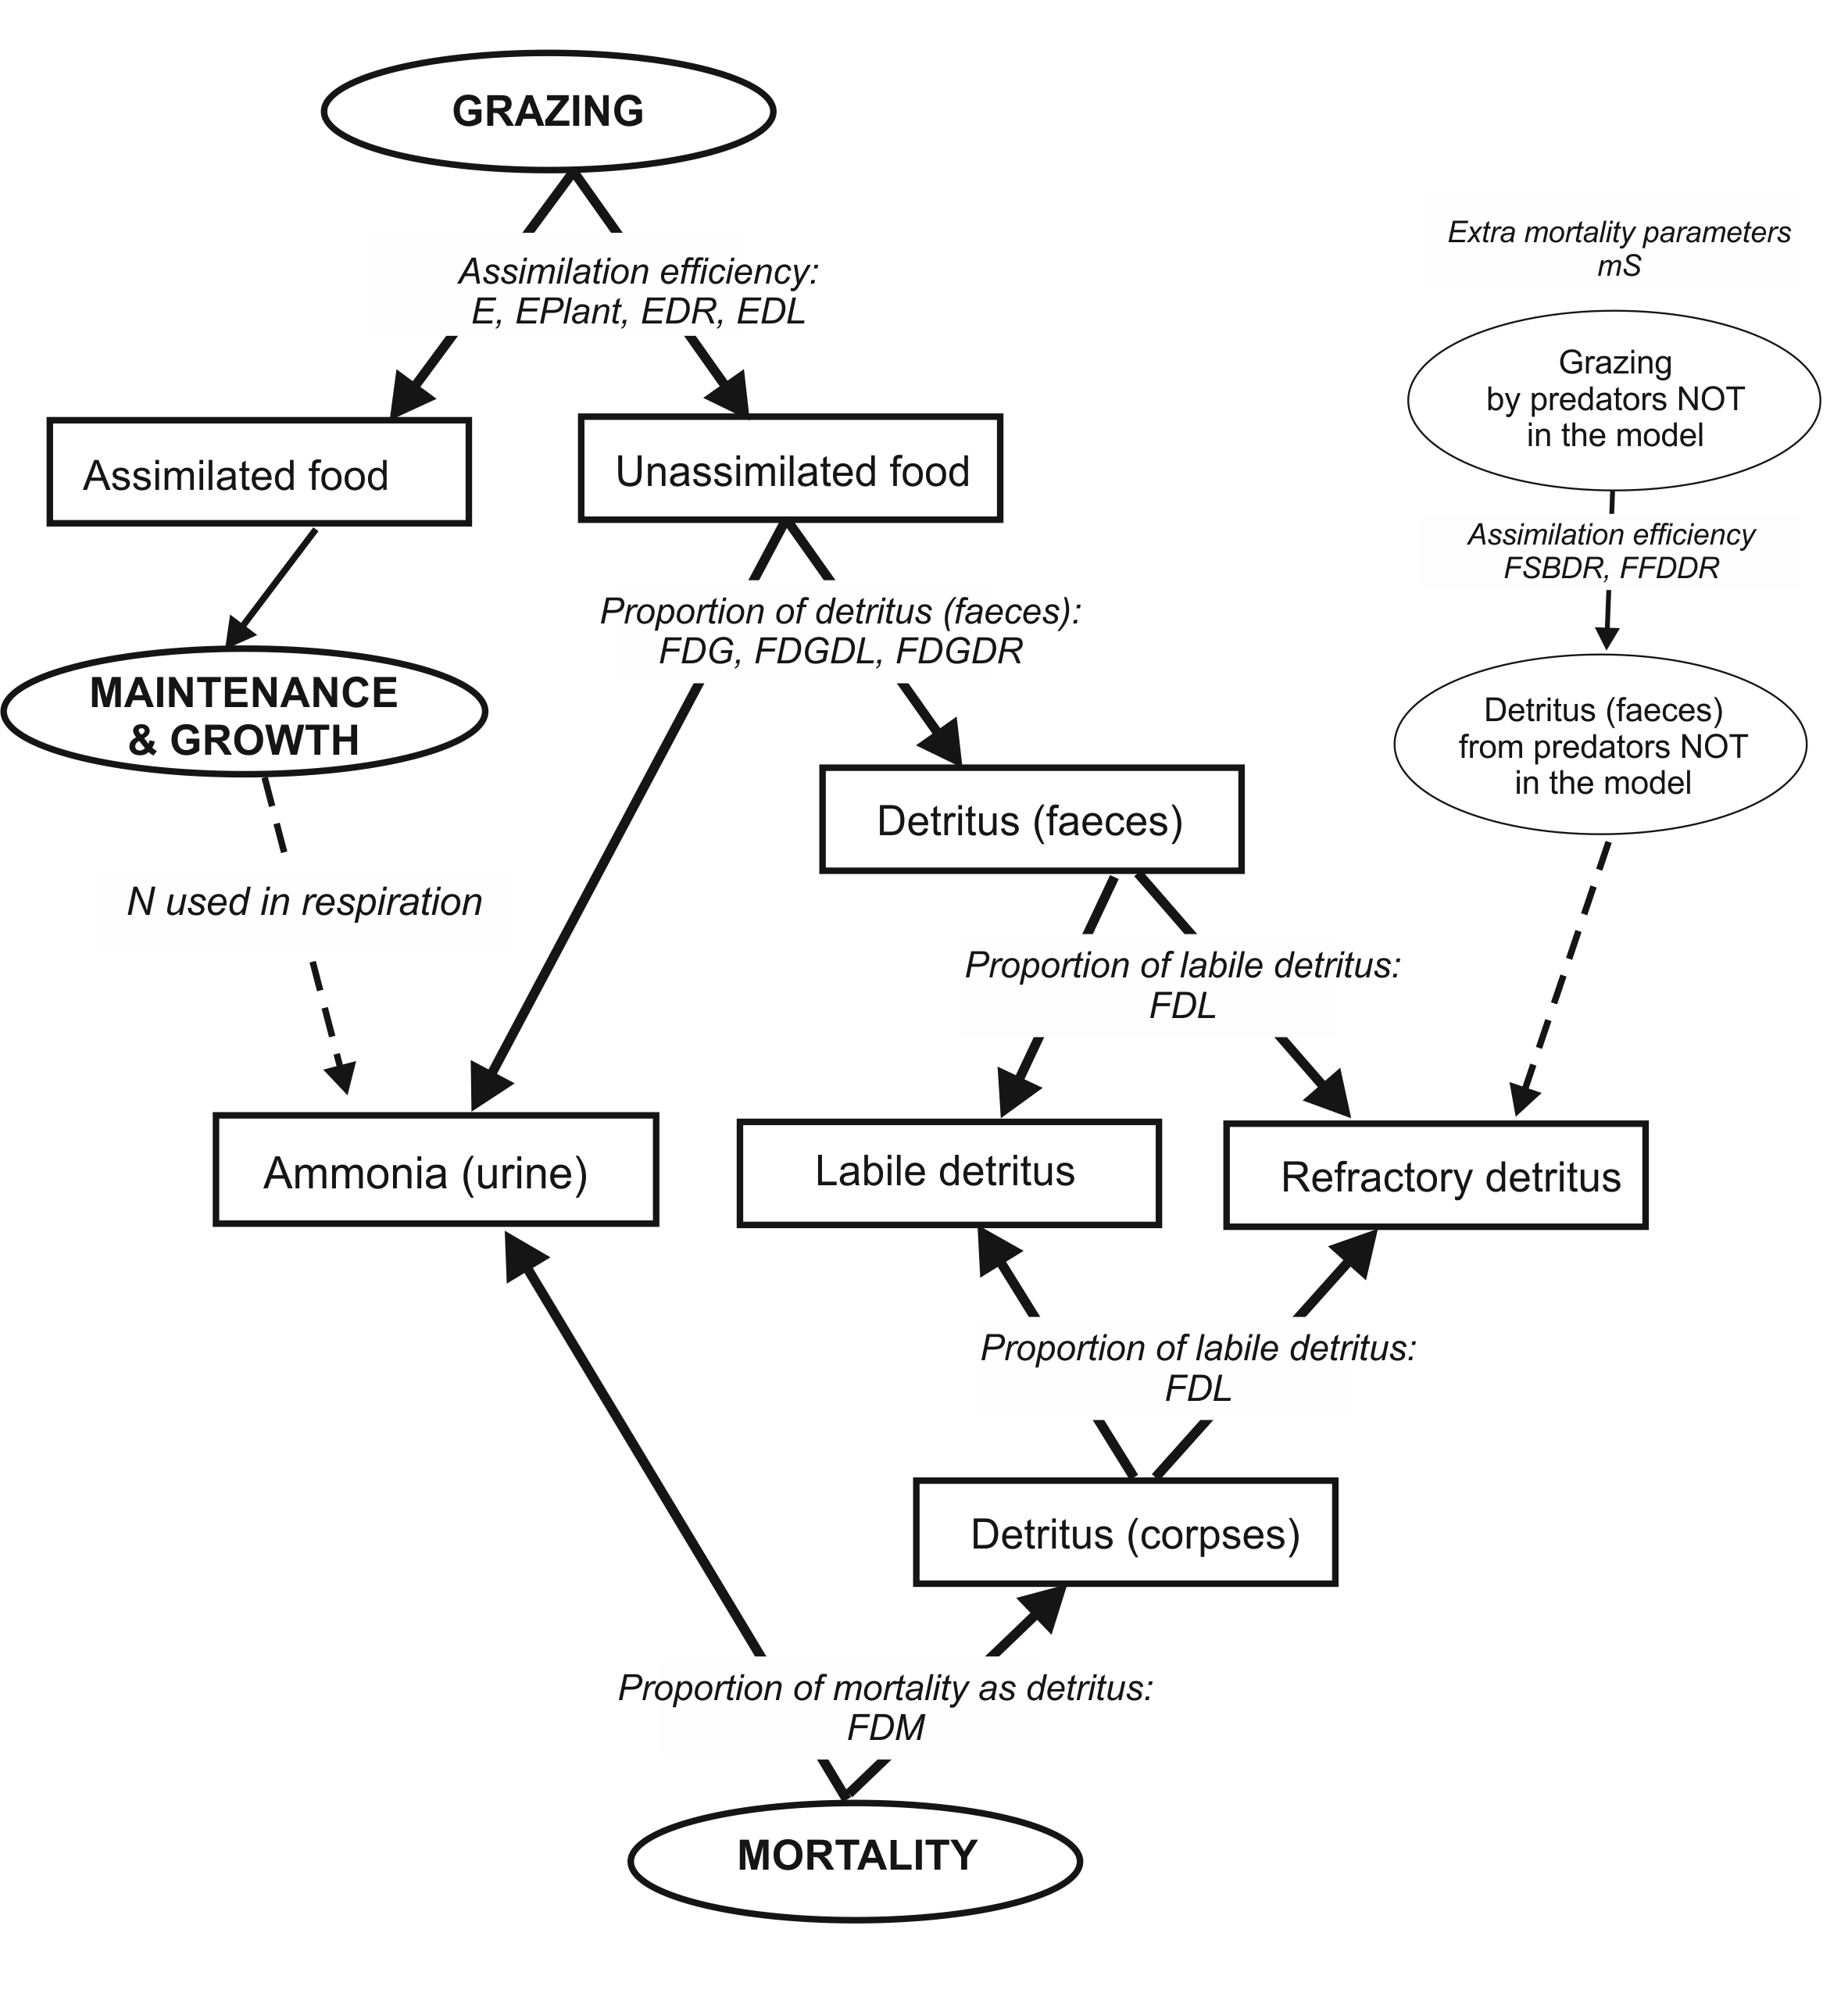 GRAZING
Extra mortality parameters
mS
Assimilation efficiency:
E, EPlant, EDR, EDL
Grazing
by predators NOT
in the model
Assimilated food
Unassimilated food
Assimilation efficiency
FSBDR, FFDDR
Proportion of detritus (faeces):
FDG, FDGDL, FDGDR
MAINTENANCE
& GROWTH
Detritus (faeces)
from predators NOT
in the model
Detritus (faeces)
N used in respiration
Proportion of labile detritus:
FDL
Ammonia (urine)
Labile detritus
Refractory detritus
Proportion of labile detritus:
FDL
Detritus (corpses)
Proportion of mortality as detritus:
FDM
MORTALITY